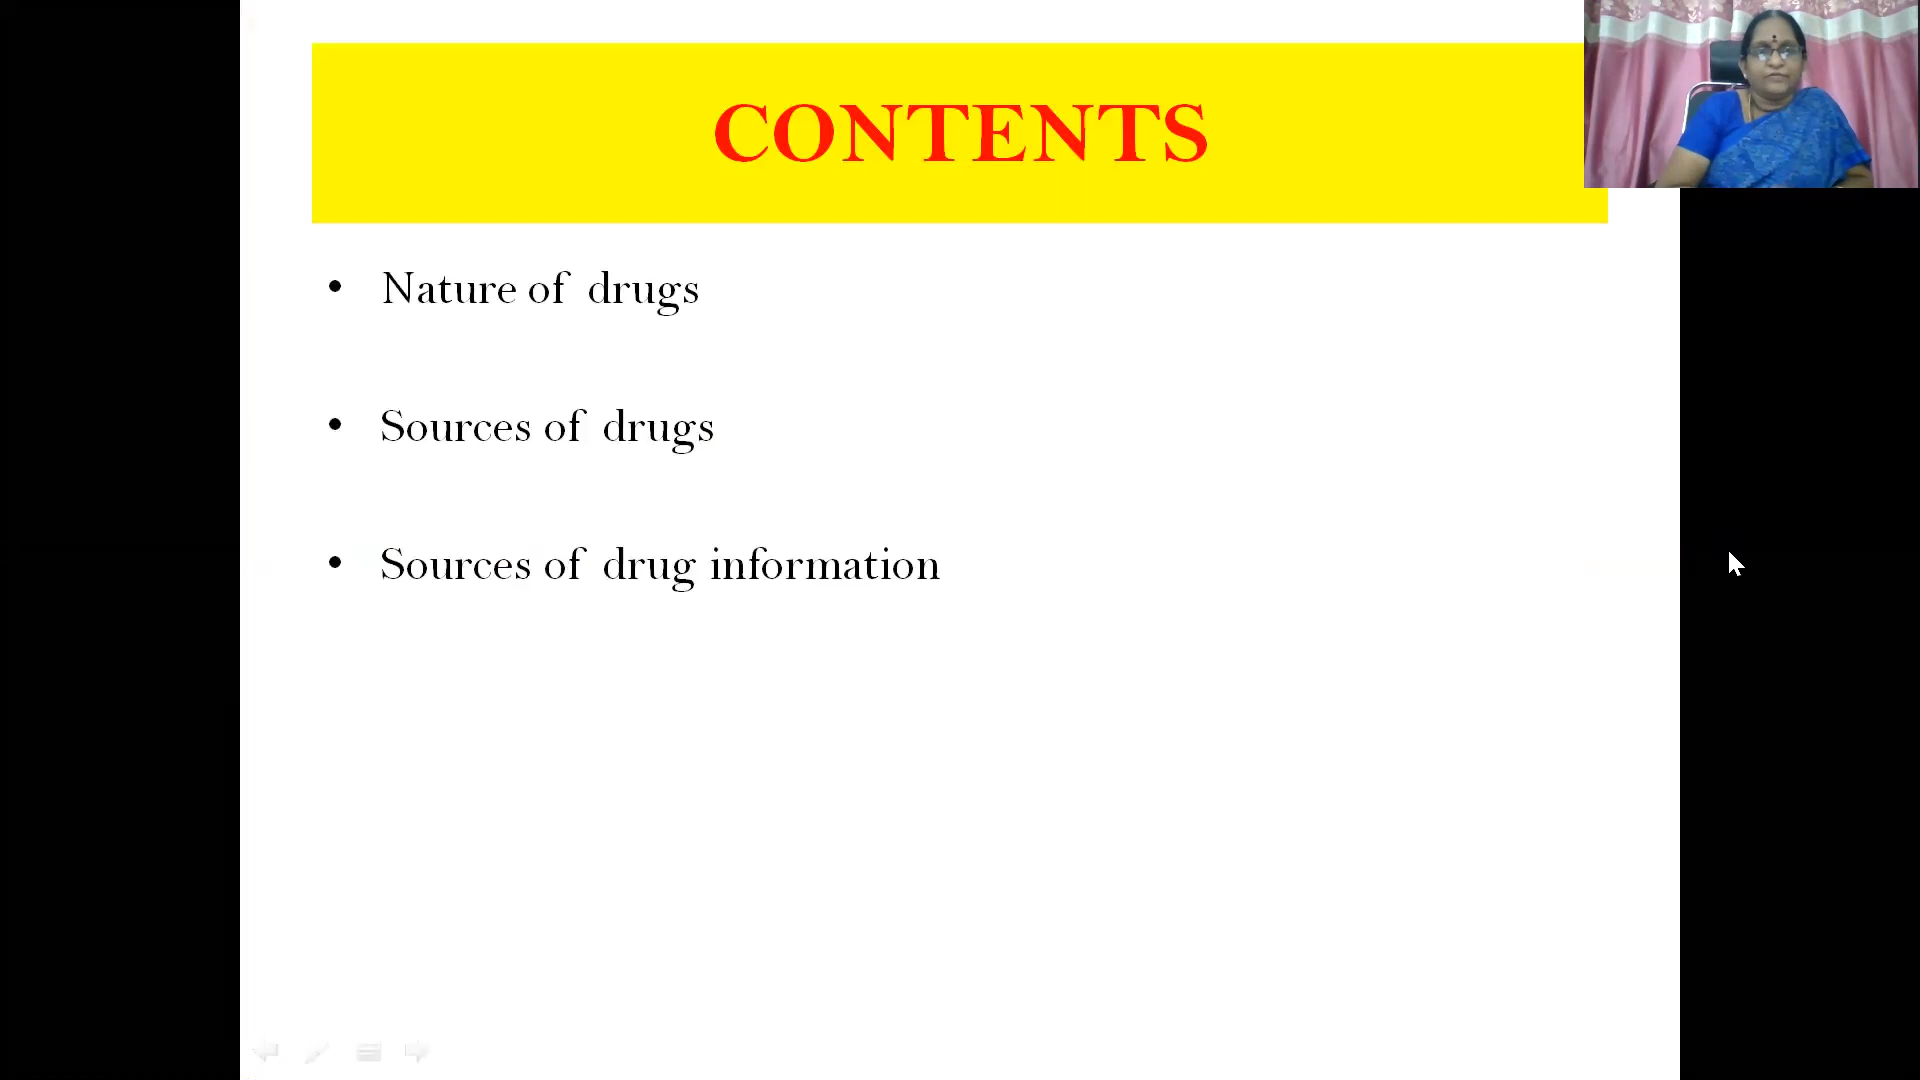 CONTENTS
• Nature of drugs
• Sources of drugs
• Sources of drug information